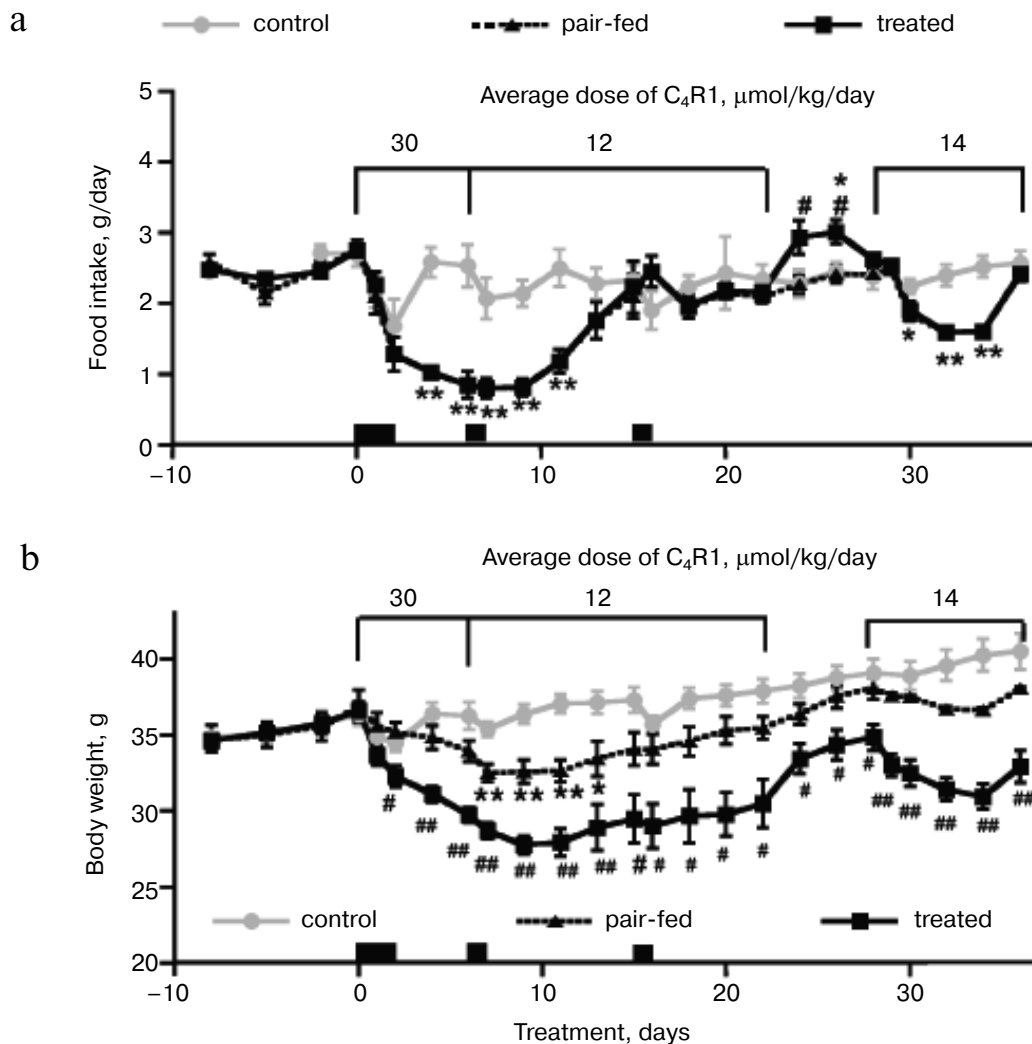 a
control pair-fed treated
Average dose of C₄R1, μmol/kg/day
30 12 14
Food intake, g/day
5
4
3
2
1
0
* # #
** ** ** ** ** * ** **
−10 0 10 20 30
b
Average dose of C₄R1, μmol/kg/day
30 12 14
Body weight, g
40
35
30
25
20
** ** ** *
# ## ## ## ## ## ## # # # # # # # # ## ## ## ## ##
control pair-fed treated
−10 0 10 20 30
Treatment, days